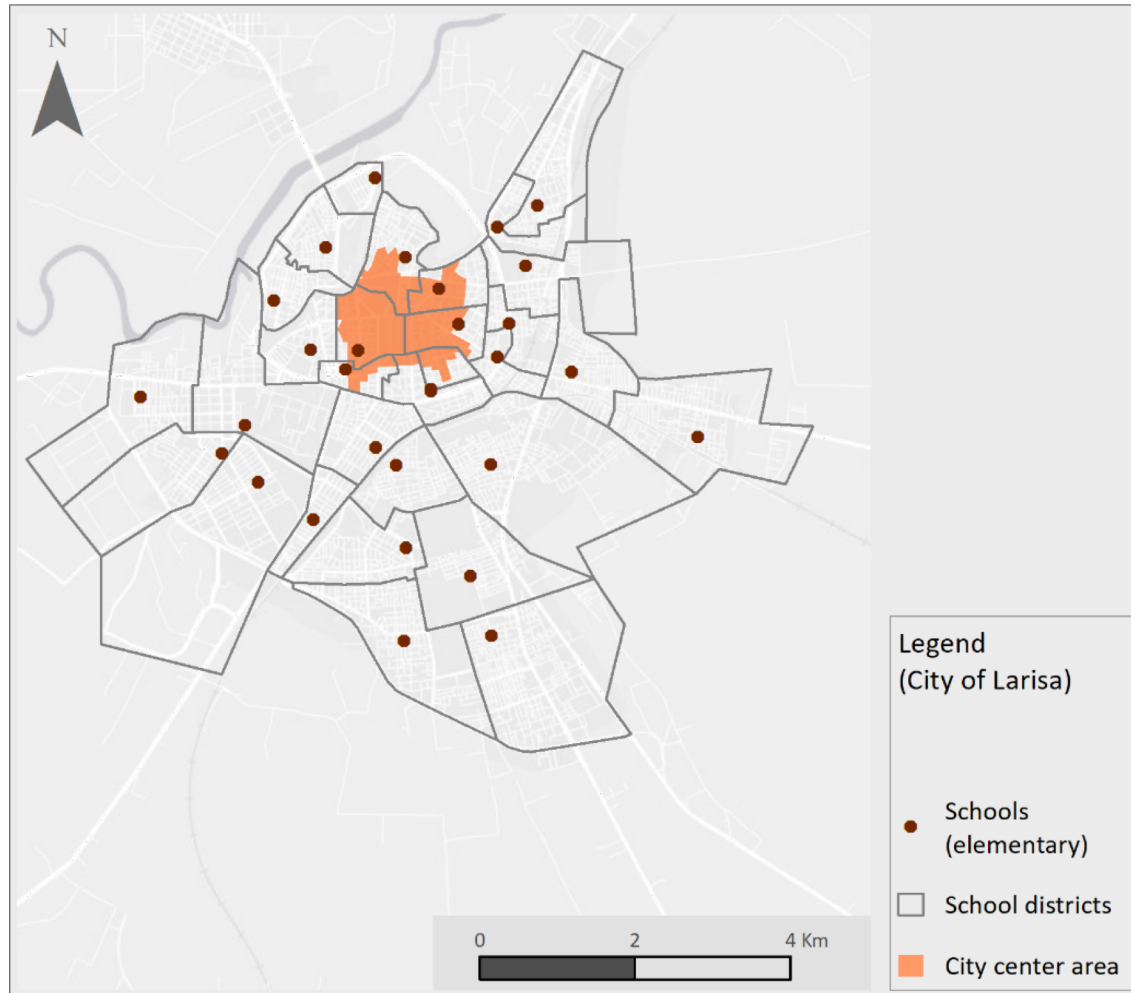 N
Legend
(City of Larisa)
Schools
(elementary)
School districts
City center area
0 2 4 Km